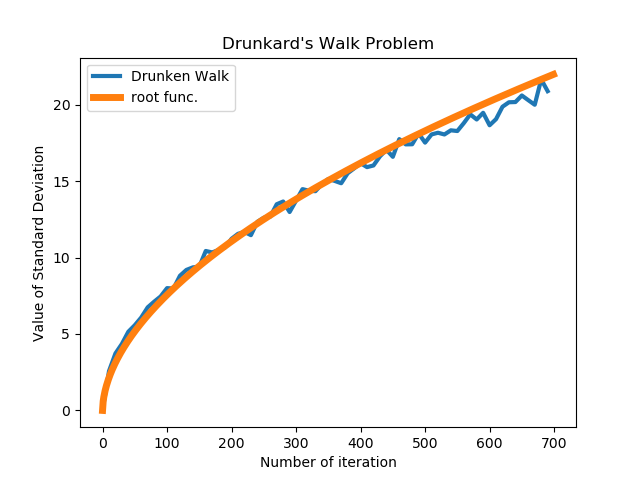 Drunkard's Walk Problem
Drunken Walk
root func.
Value of Standard Deviation
20
15
10
5
0
0 100 200 300 400 500 600 700
Number of iteration